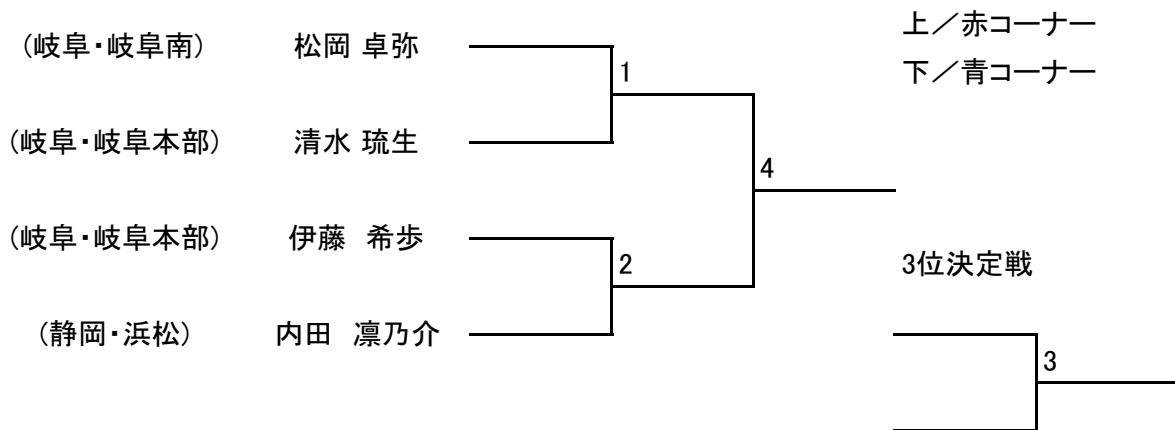 上／赤コーナー
(岐阜・岐阜南) 松岡 卓弥
1
下／青コーナー
(岐阜・岐阜本部) 清水 琉生
4
(岐阜・岐阜本部) 伊藤 希歩
2
3位決定戦
(静岡・浜松) 内田 凛乃介
3